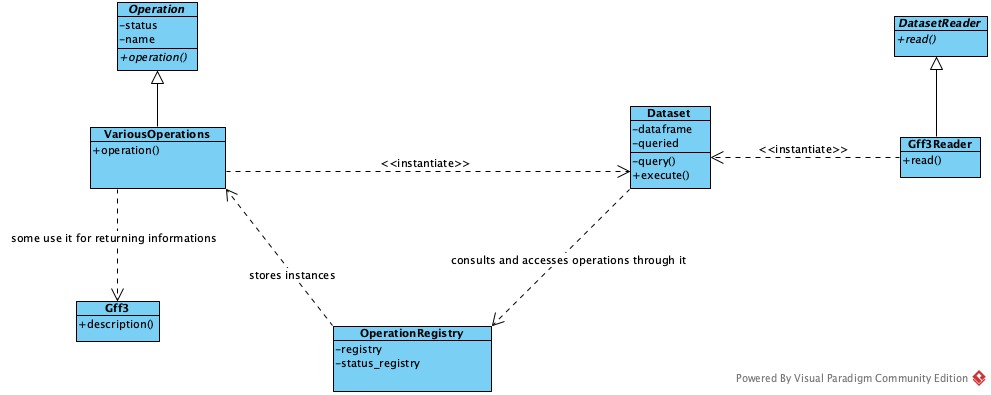 Operation
-status
-name
+operation()
DatasetReader
+read()
VariousOperations
+operation()
Dataset
-dataframe
-queried
-query()
+execute()
Gff3Reader
+read()
<<instantiate>>
<<instantiate>>
some use it for returning informations
consults and accesses operations through it
stores instances
Gff3
+description()
OperationRegistry
-registry
-status_registry
Powered By Visual Paradigm Community Edition